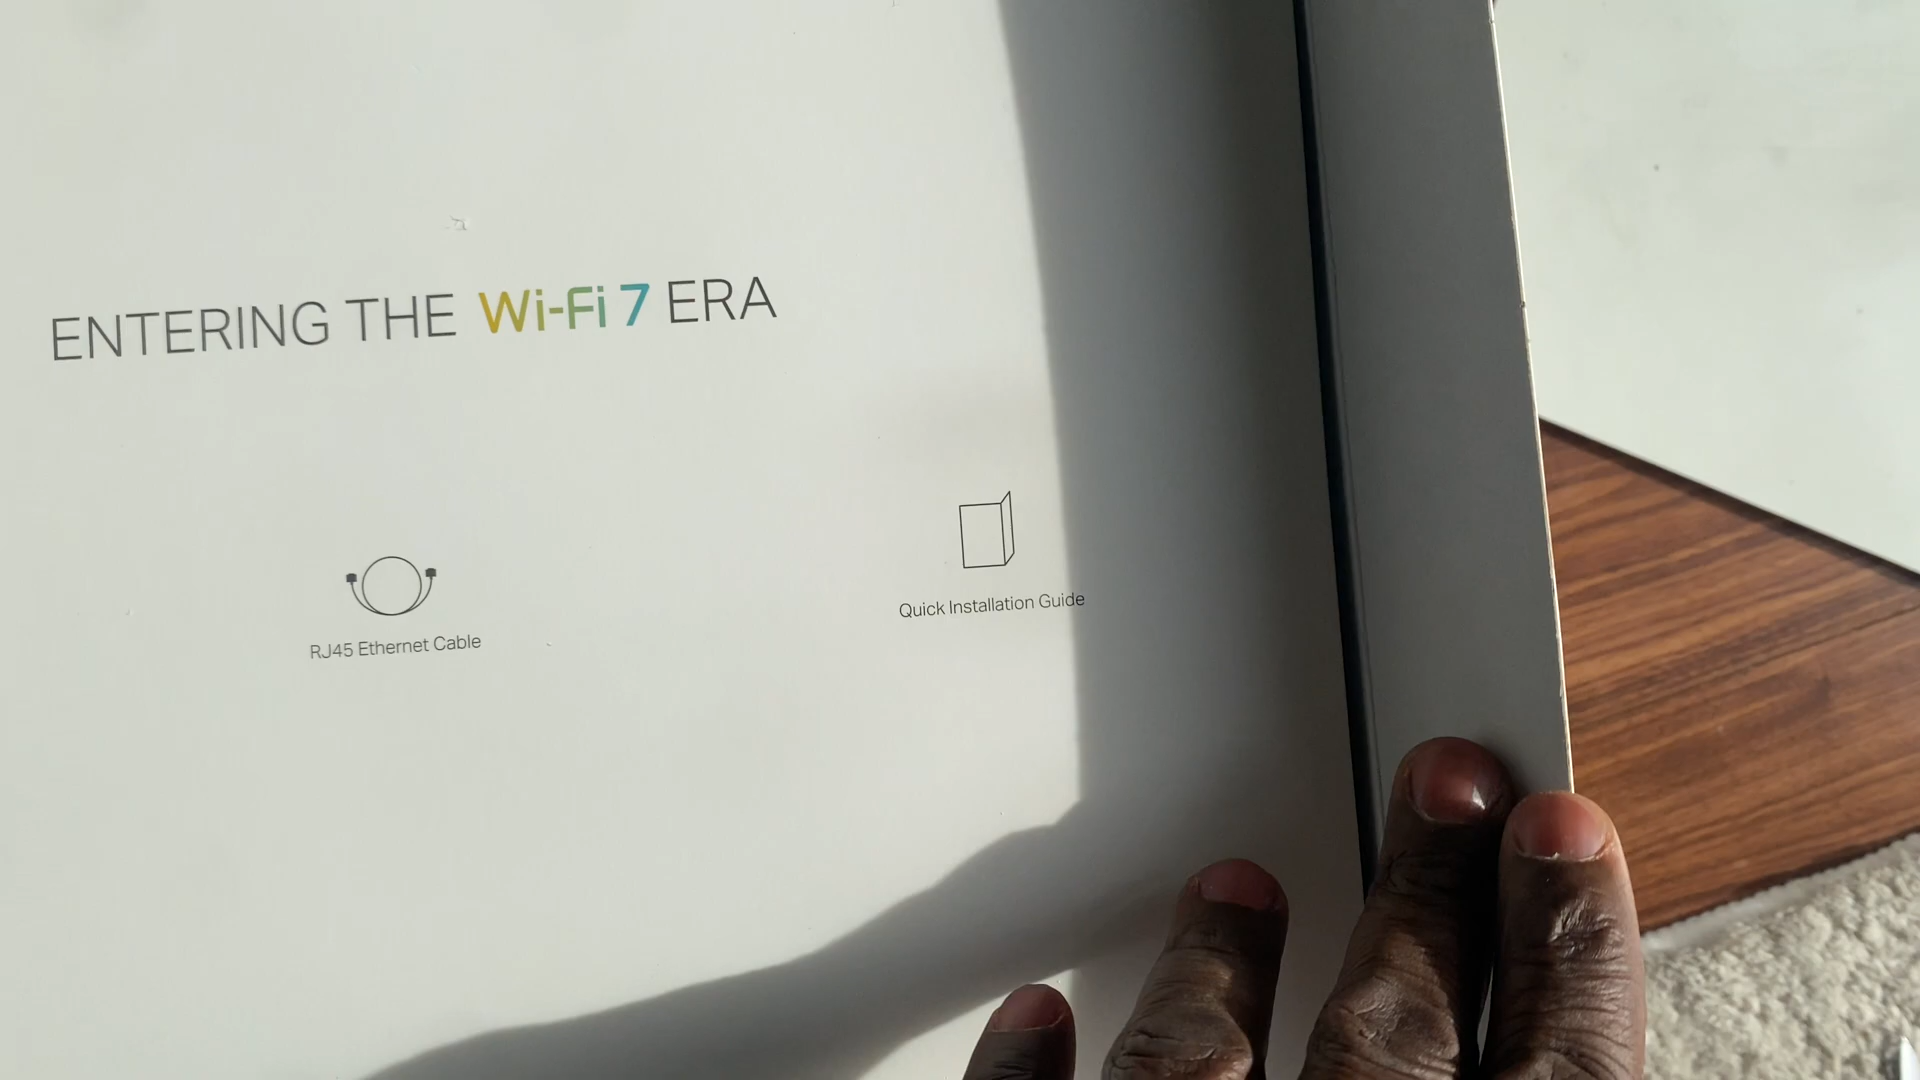 ENTERING THE Wi-Fi 7 ERA
RJ45 Ethernet Cable
Quick Installation Guide